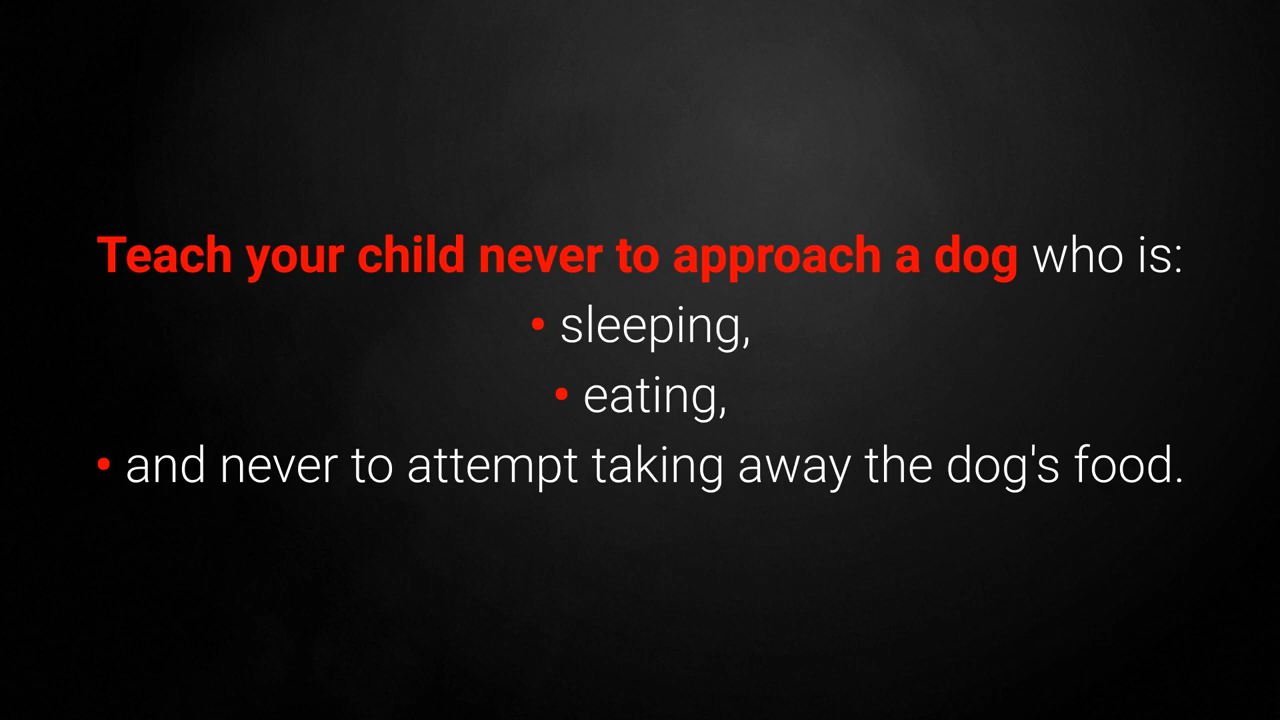 Teach your child never to approach a dog who is:
• sleeping,
• eating,
• and never to attempt taking away the dog's food.